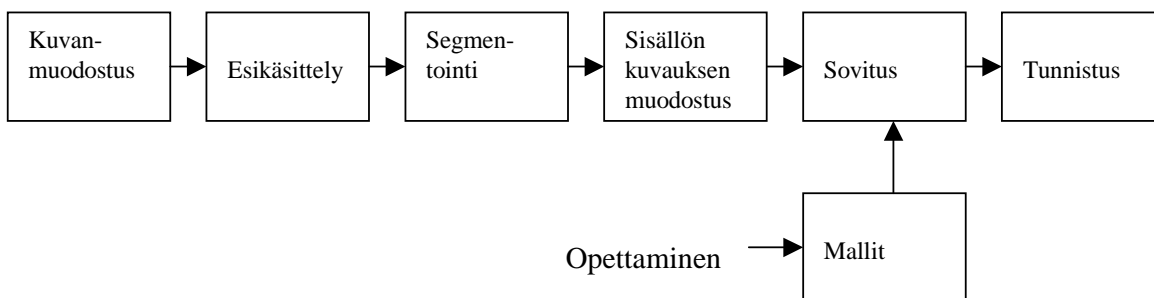 Kuvan-
muodostus
Esikäsittely
Segmen-
tointi
Sisällön
kuvauksen
muodostus
Sovitus
Tunnistus
Opettaminen
Mallit